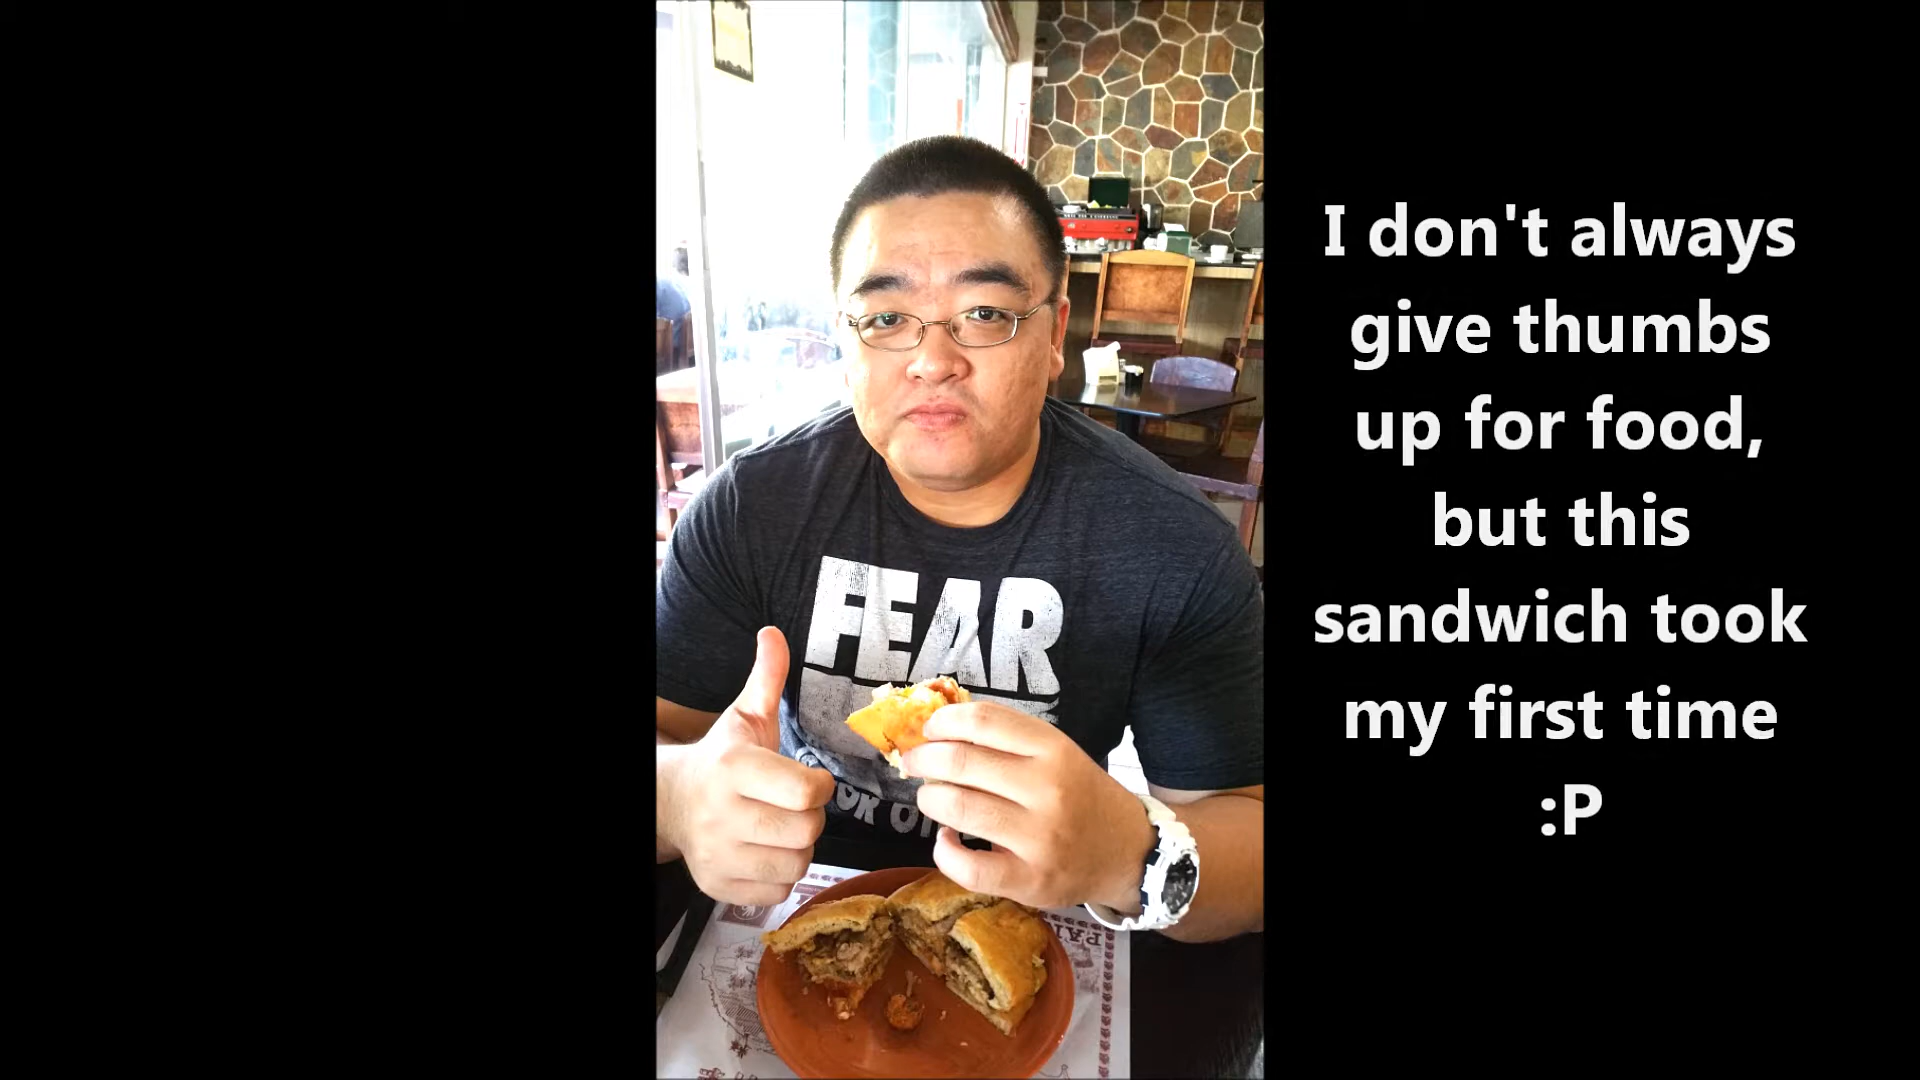 I don't always
give thumbs
up for food,
but this
sandwich took
my first time
:P
FEAR